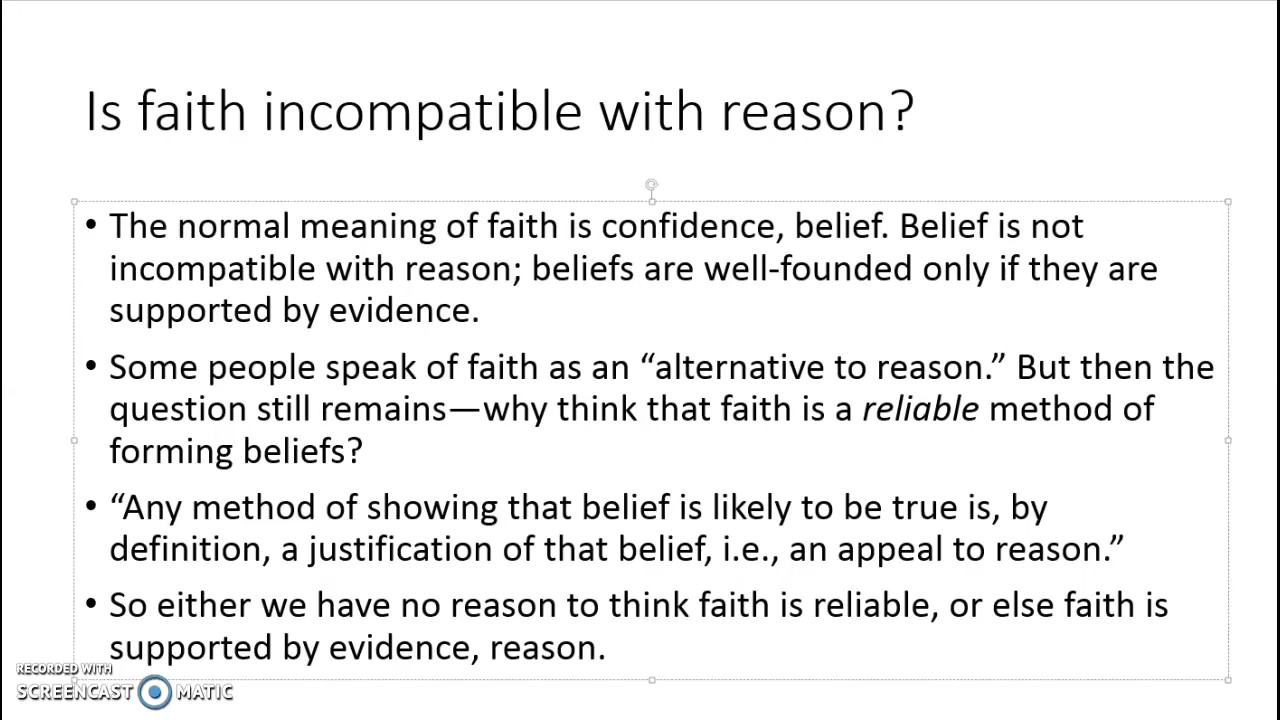 Is faith incompatible with reason?
• The normal meaning of faith is confidence, belief. Belief is not
incompatible with reason; beliefs are well-founded only if they are
supported by evidence.
• Some people speak of faith as an “alternative to reason.” But then the
question still remains—why think that faith is a reliable method of
forming beliefs?
• “Any method of showing that belief is likely to be true is, by
definition, a justification of that belief, i.e., an appeal to reason.”
• So either we have no reason to think faith is reliable, or else faith is
supported by evidence, reason.
RECORDED WITH
SCREENCAST MATIC